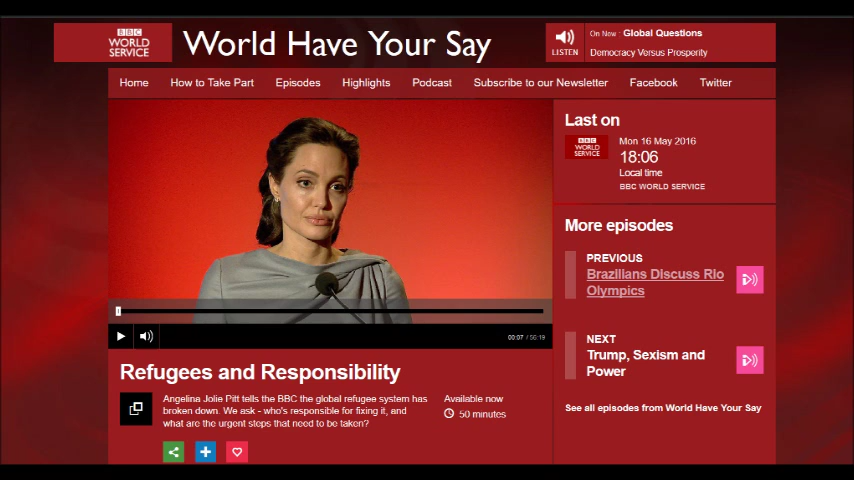 BBC
WORLD
SERVICE
World Have Your Say
LISTEN
On Now : Global Questions
Democracy Versus Prosperity
Home How to Take Part Episodes Highlights Podcast Subscribe to our Newsletter Facebook Twitter
Last on
BBC
WORLD
SERVICE
Mon 16 May 2016
18:06
Local time
BBC WORLD SERVICE
More episodes
PREVIOUS
Brazilians Discuss Rio
Olympics
NEXT
Trump, Sexism and
Power
See all episodes from World Have Your Say
00:07 / 56:19
Refugees and Responsibility
Angelina Jolie Pitt tells the BBC the global refugee system has
broken down. We ask - who's responsible for fixing it, and
what are the urgent steps that need to be taken?
Available now
50 minutes